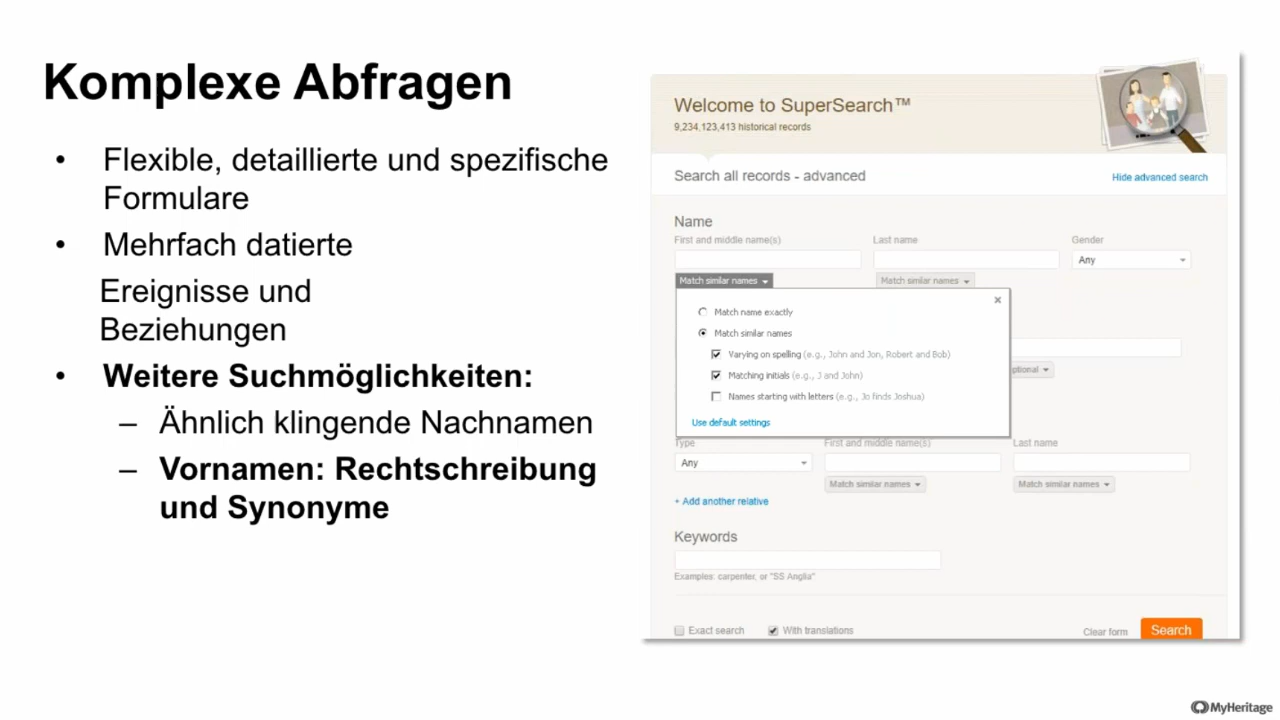 Komplexe Abfragen
• Flexible, detaillierte und spezifische
Formulare
• Mehrfach datierte
Ereignisse und
Beziehungen
• Weitere Suchmöglichkeiten:
– Ähnlich klingende Nachnamen
– Vornamen: Rechtschreibung
und Synonyme
Welcome to SuperSearch™
9,234,123,413 historical records
Search all records - advanced
Hide advanced search
Name
First and middle name(s) Last name Gender
Any
Match similar names Match similar names
Match name exactly
Match similar names
Varying on spelling (e.g., John and Jon, Robert and Bob)
Matching initials (e.g., J and John)
ptional
Names starting with letters (e.g., Jo finds Joshua)
Use default settings
Type First and middle name(s) Last name
Any
Match similar names Match similar names
+ Add another relative
Keywords
Examples: carpenter, or "SS Anglia"
Exact search With translations Clear form Search
MyHeritage